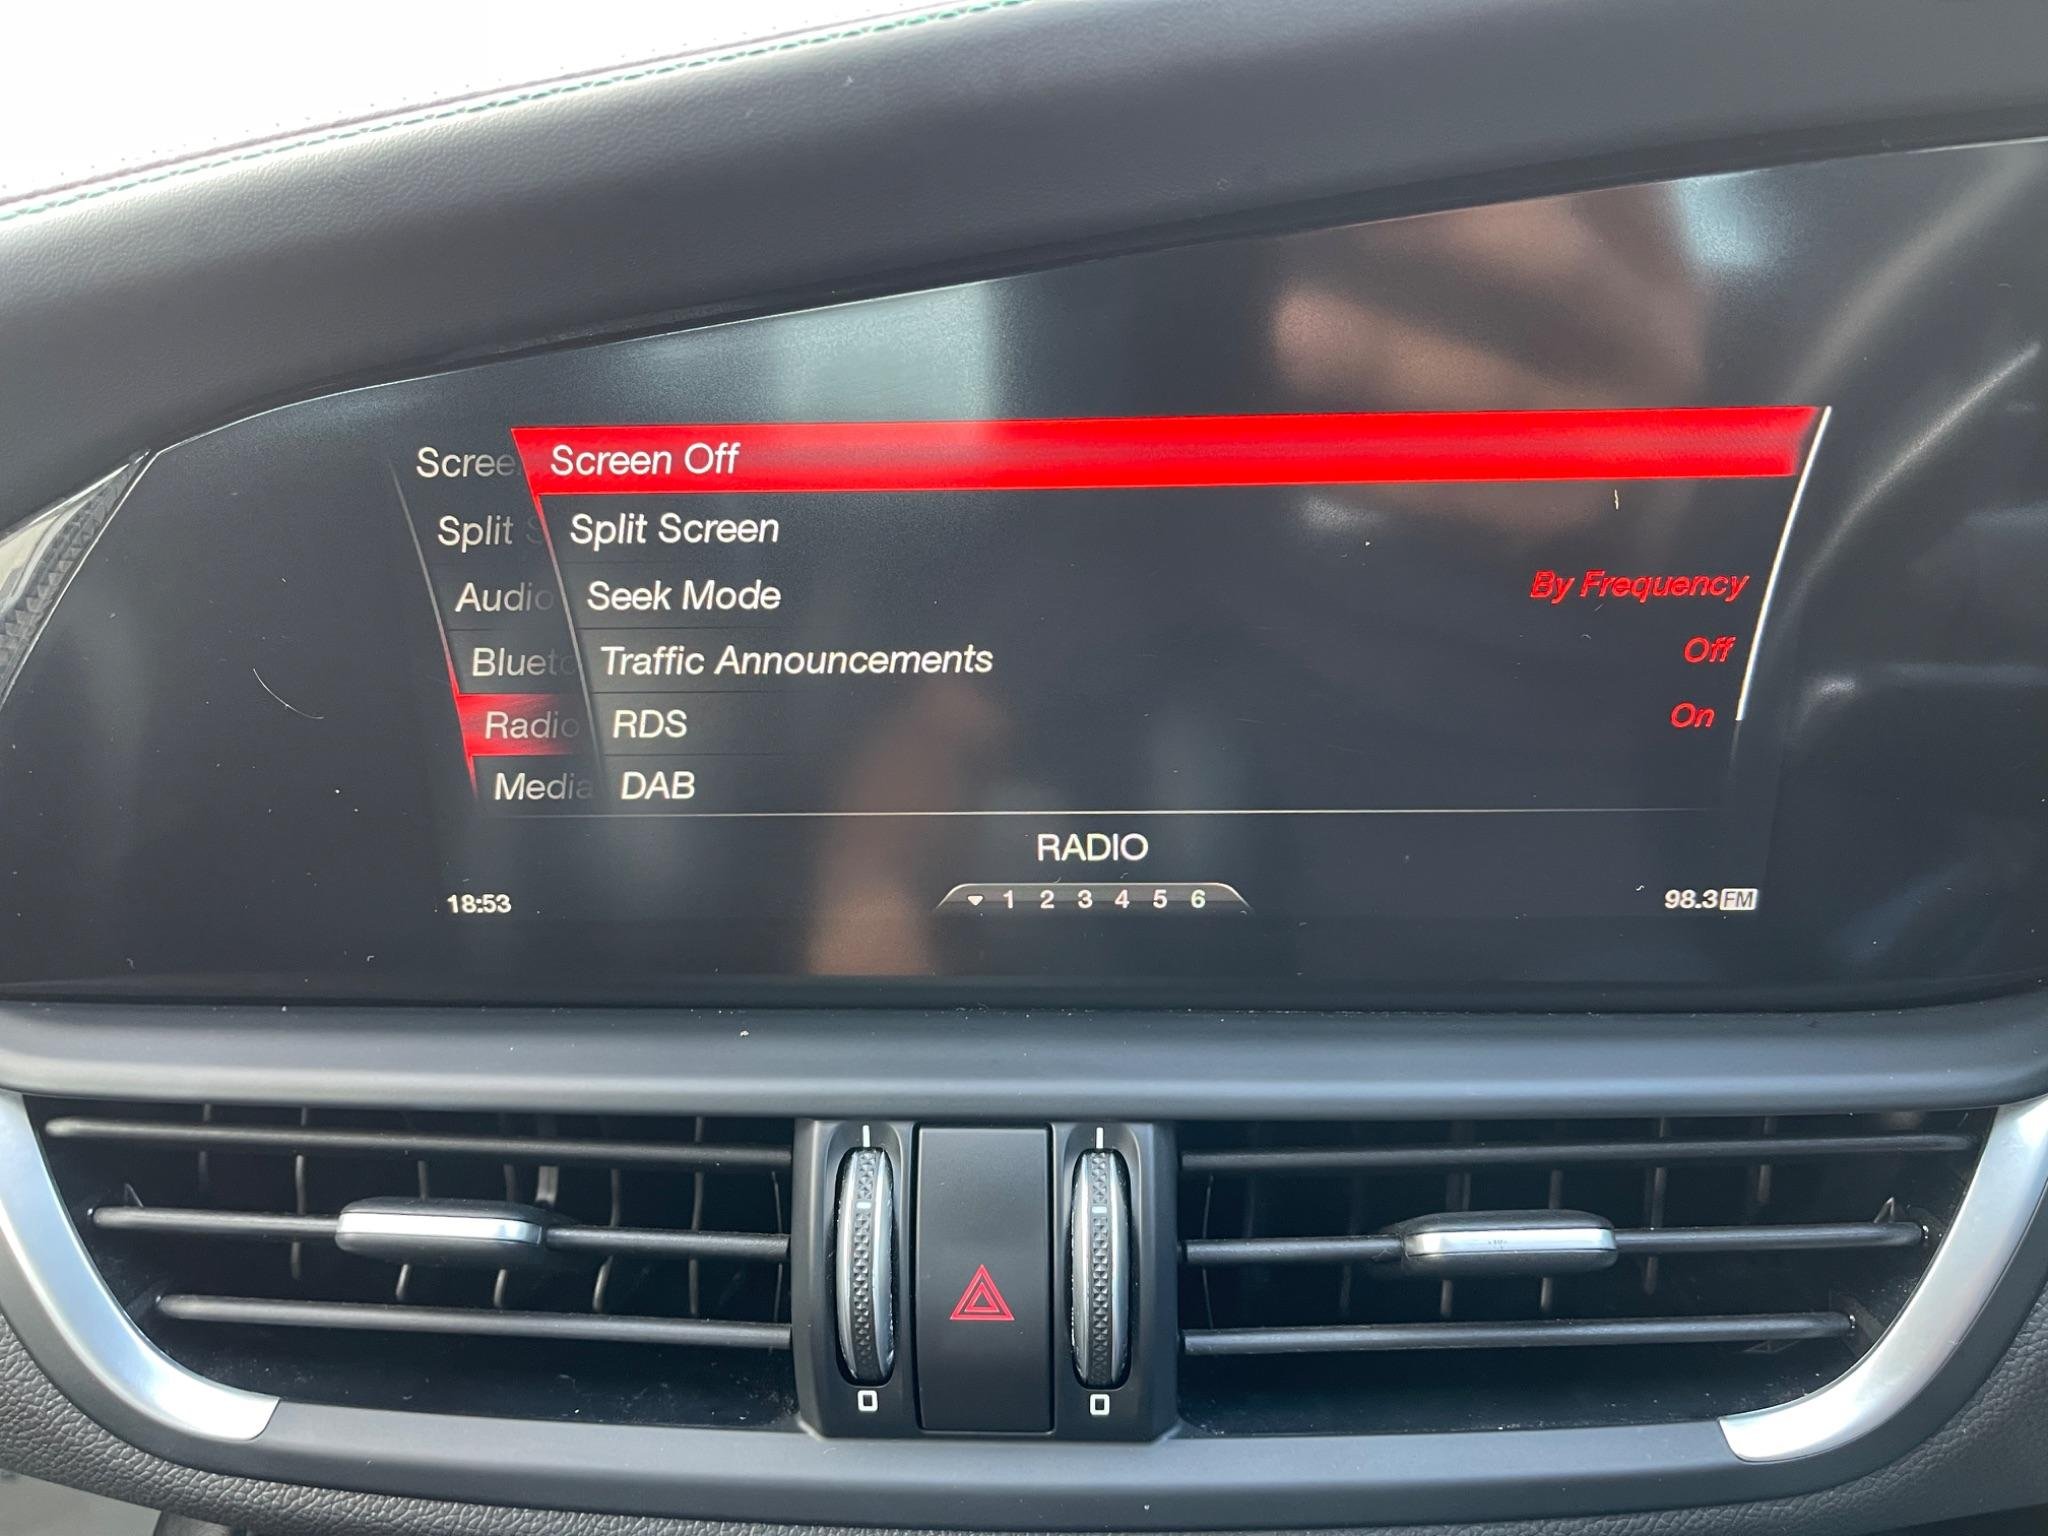 Scree Screen Off
Split Split Screen
Audio Seek Mode By Frequency
Blueto Traffic Announcements Off
Radio RDS On
Media DAB
RADIO
18:53 1 2 3 4 5 6 98.3 FM